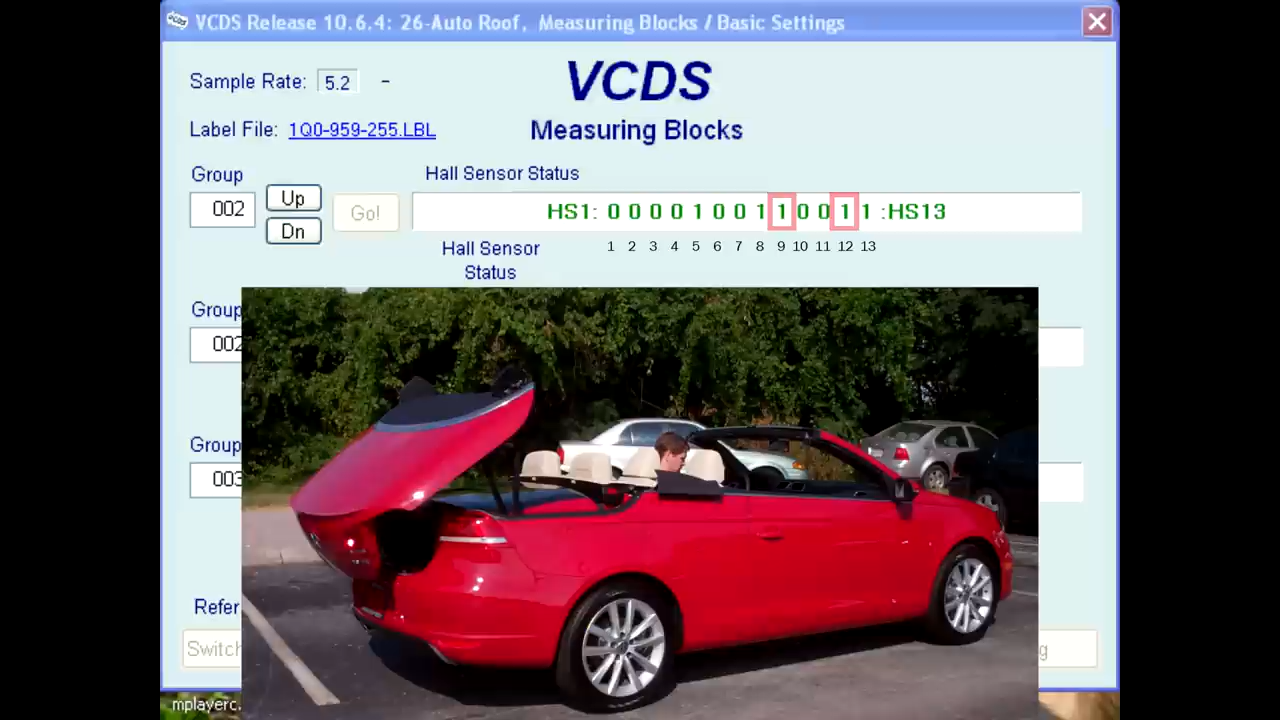 VCDS Release 10.6.4: 26-Auto Roof, Measuring Blocks / Basic Settings
Sample Rate: 5.2 -
VCDS
Label File: 1Q0-959-255.LBL
Measuring Blocks
Group
Hall Sensor Status
002
Up
Dn
Go!
HS1: 0 0 0 0 1 0 0 1 1 0 0 1 1 :HS13
1 2 3 4 5 6 7 8 9 10 11 12 13
Hall Sensor
Status
Group
002
Group
003
Refer
Switch
g
mplayerc.